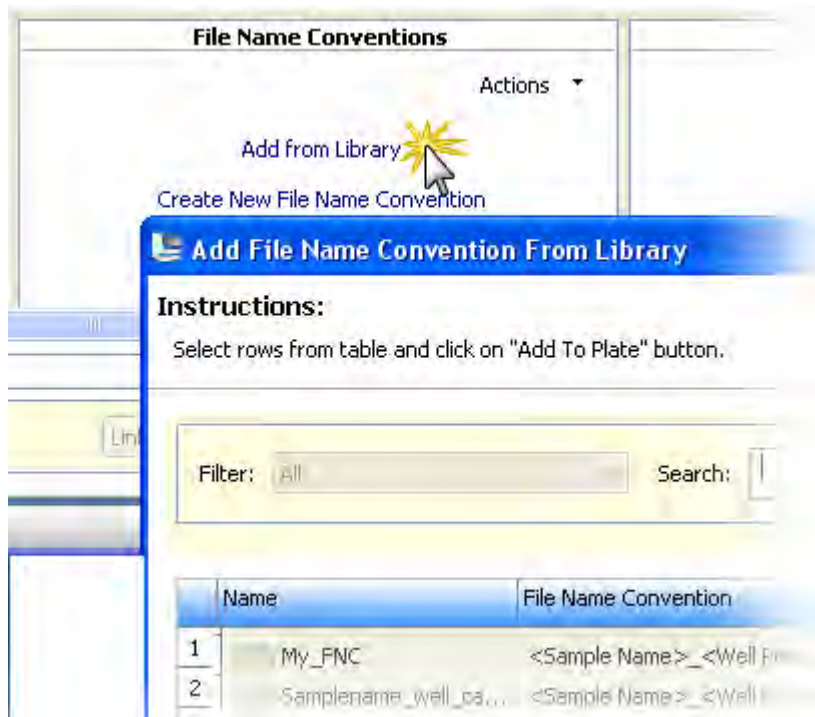 File Name Conventions
Actions
Add from Library
Create New File Name Convention
Add File Name Convention From Library
Instructions:
Select rows from table and click on "Add To Plate" button.
Filter: All Search:
Name File Name Convention
1 My_FNC <Sample Name>_<Well
2 Samplename_well_ca... <Sample Name>_<Well